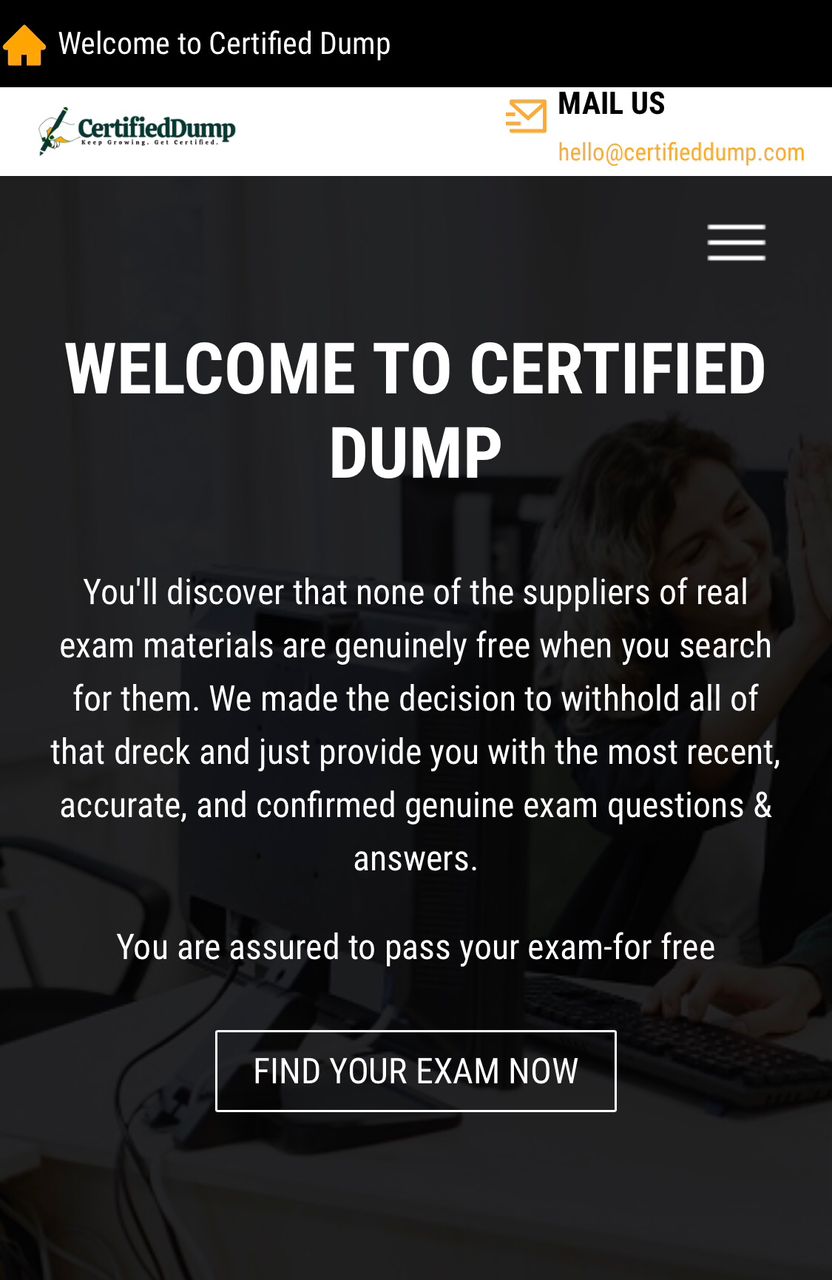 Welcome to Certified Dump
CertifiedDump
Keep Growing. Get Certified.
MAIL US
hello@certifieddump.com
WELCOME TO CERTIFIED
DUMP
You'll discover that none of the suppliers of real
exam materials are genuinely free when you search
for them. We made the decision to withhold all of
that dreck and just provide you with the most recent,
accurate, and confirmed genuine exam questions &
answers.
You are assured to pass your exam-for free
FIND YOUR EXAM NOW